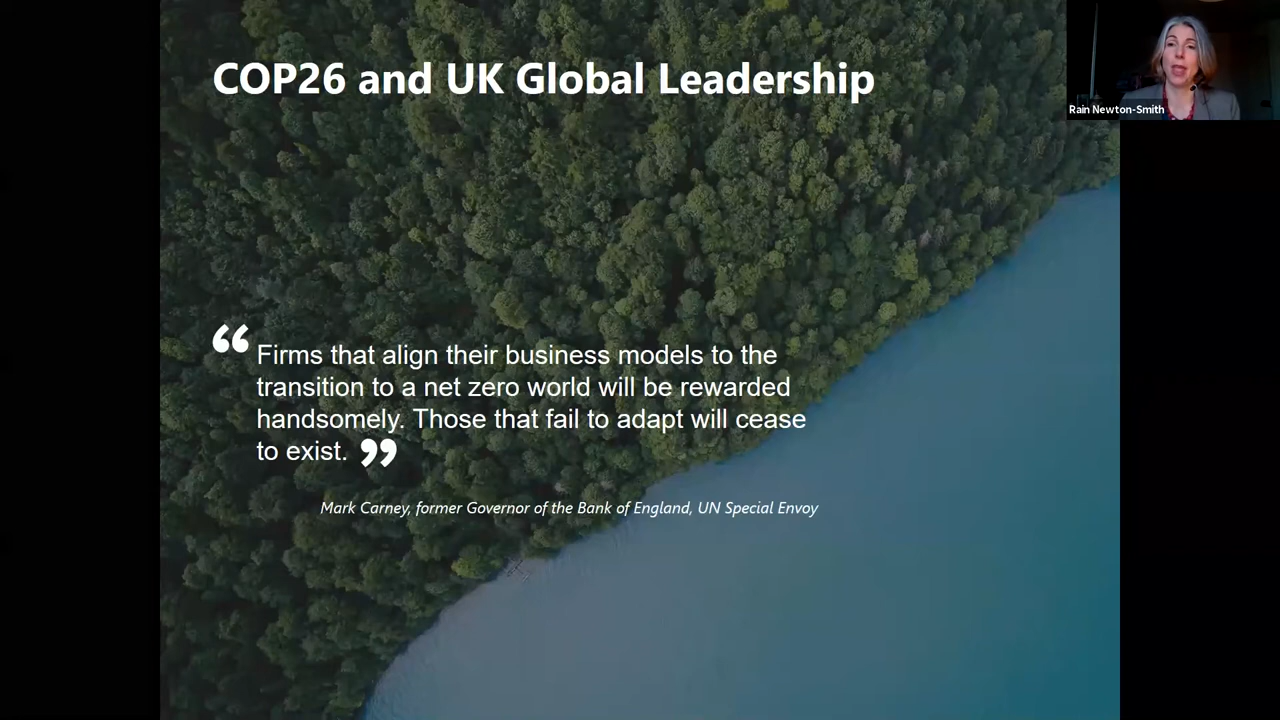 COP26 and UK Global Leadership
Rain Newton-Smith
“ Firms that align their business models to the
transition to a net zero world will be rewarded
handsomely. Those that fail to adapt will cease
to exist. ”
Mark Carney, former Governor of the Bank of England, UN Special Envoy